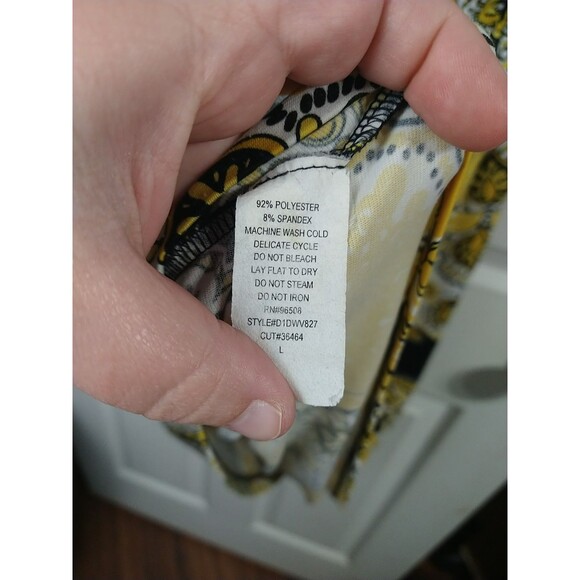 92% POLYESTER
8% SPANDEX
MACHINE WASH COLD
DELICATE CYCLE
DO NOT BLEACH
LAY FLAT TO DRY
DO NOT STEAM
DO NOT IRON
RN#96508
STYLE#D1DWV827
CUT#36464
L